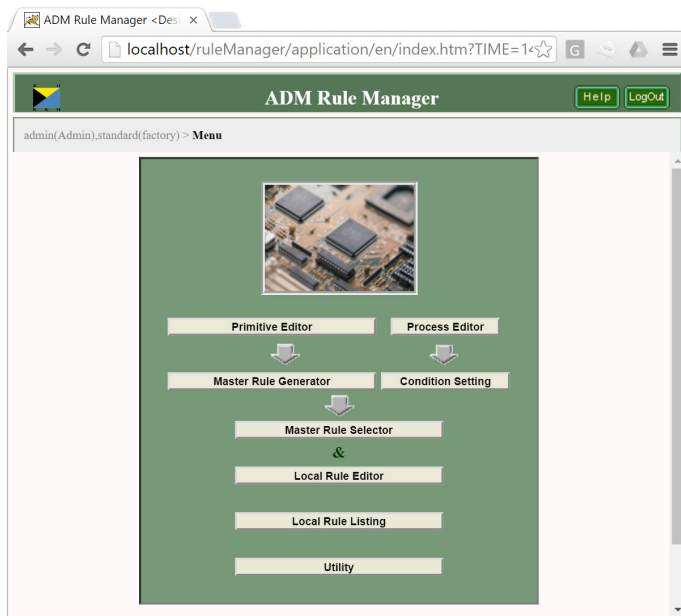 ADM Rule Manager <Des
localhost/ruleManager/application/en/index.htm?TIME=14
G
ADM Rule Manager
Help
LogOut
admin(Admin),standard(factory) > Menu
Primitive Editor
Process Editor
Master Rule Generator
Condition Setting
Master Rule Selector
&
Local Rule Editor
Local Rule Listing
Utility